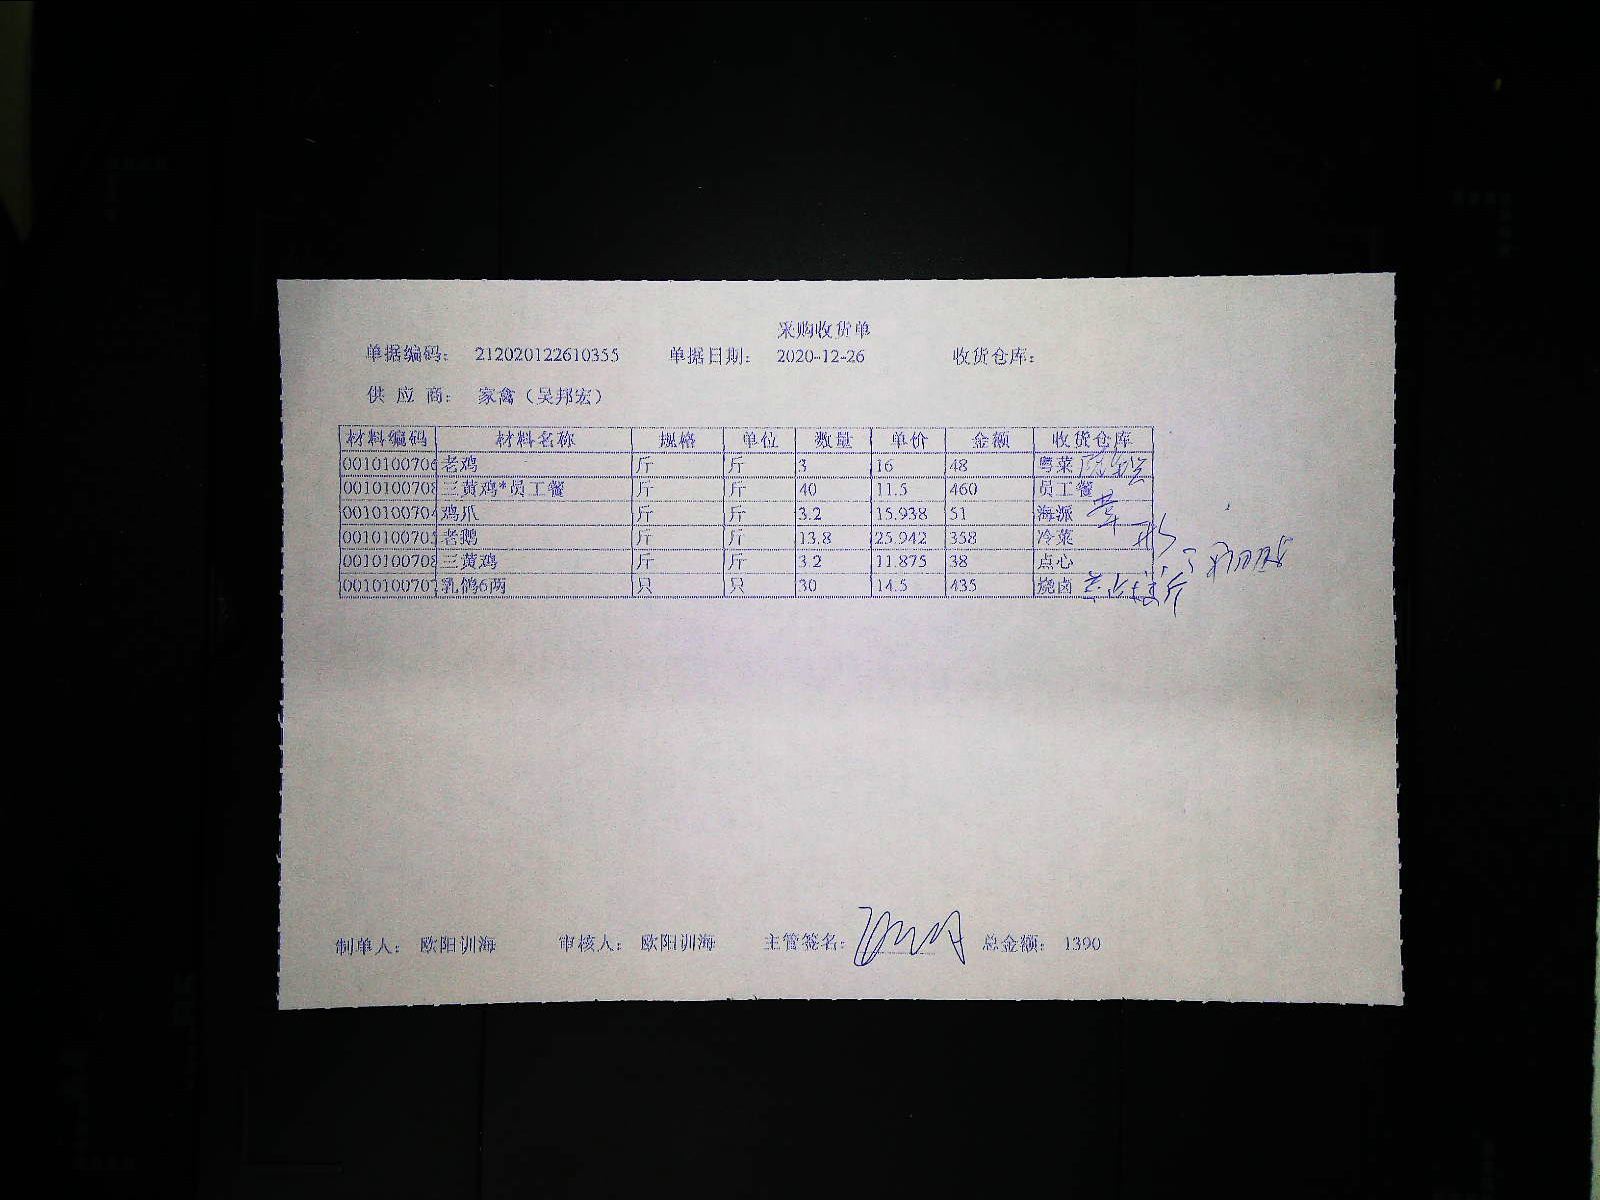 采购收货单
单据编码： 212020122610355 单据日期： 2020-12-26 收货仓库：
供 应 商： 家禽（吴邦宏）
材料编码 材料名称 规格 单位 数量 单价 金额 收货仓库
0010100706 老鸡 斤 斤 3 16 48 粤菜
0010100708 三黄鸡*员工餐 斤 斤 40 11.5 460 员工餐
0010100704 鸡爪 斤 斤 3.2 15.938 51 海派
0010100705 老鹅 斤 斤 13.8 25.942 358 冷菜
0010100708 三黄鸡 斤 斤 3.2 11.875 38 点心
0010100707 乳鸽6两 只 只 30 14.5 435 烧卤
制单人： 欧阳训海 审核人： 欧阳训海 主管签名： 总金额： 1390